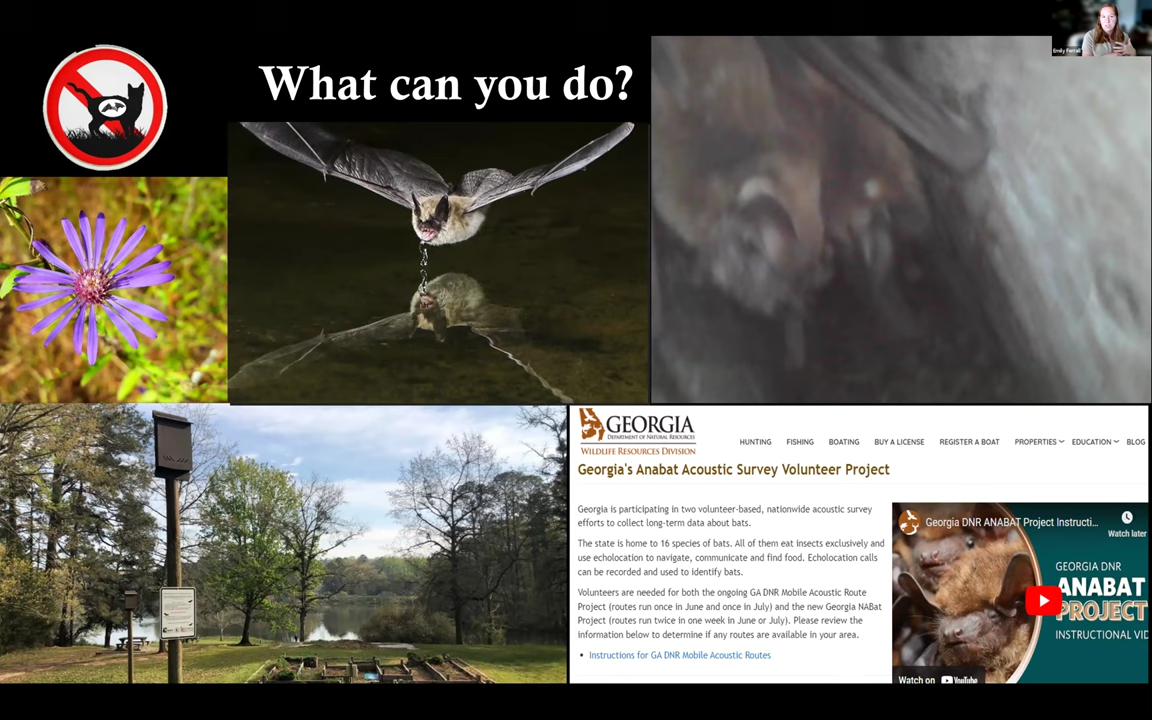 Emily Ferrall
What can you do?
GEORGIA
DEPARTMENT OF NATURAL RESOURCES
WILDLIFE RESOURCES DIVISION
HUNTING FISHING BOATING BUY A LICENSE REGISTER A BOAT PROPERTIES EDUCATION BLOG
Georgia's Anabat Acoustic Survey Volunteer Project
Georgia is participating in two volunteer-based, nationwide acoustic survey
efforts to collect long-term data about bats.
The state is home to 16 species of bats. All of them eat insects exclusively and
use echolocation to navigate, communicate and find food. Echolocation calls
can be recorded and used to identify bats.
Volunteers are needed for both the ongoing GA DNR Mobile Acoustic Route
Project (routes run once in June and once in July) and the new Georgia NABat
Project (routes run twice in one week in June or July). Please review the
information below to determine if any routes are available in your area.
• Instructions for GA DNR Mobile Acoustic Routes
Georgia DNR ANABAT Project Instructi...
Watch later
GEORGIA DNR
ANABAT
PROJECT
INSTRUCTIONAL VID
Watch on YouTube